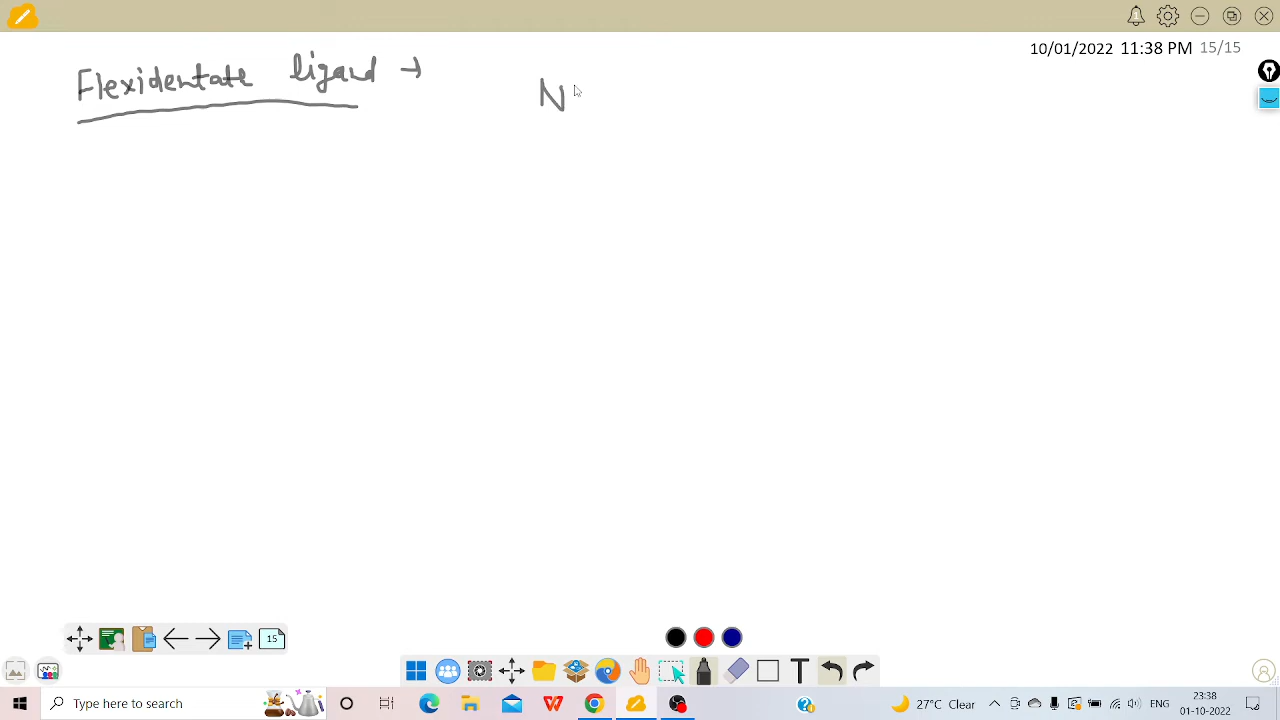 10/01/2022 11:38 PM 15/15
Flexidentate ligand →
N
15
T
W
Type here to search
27°C Clear
ENG
23:38
01-10-2022